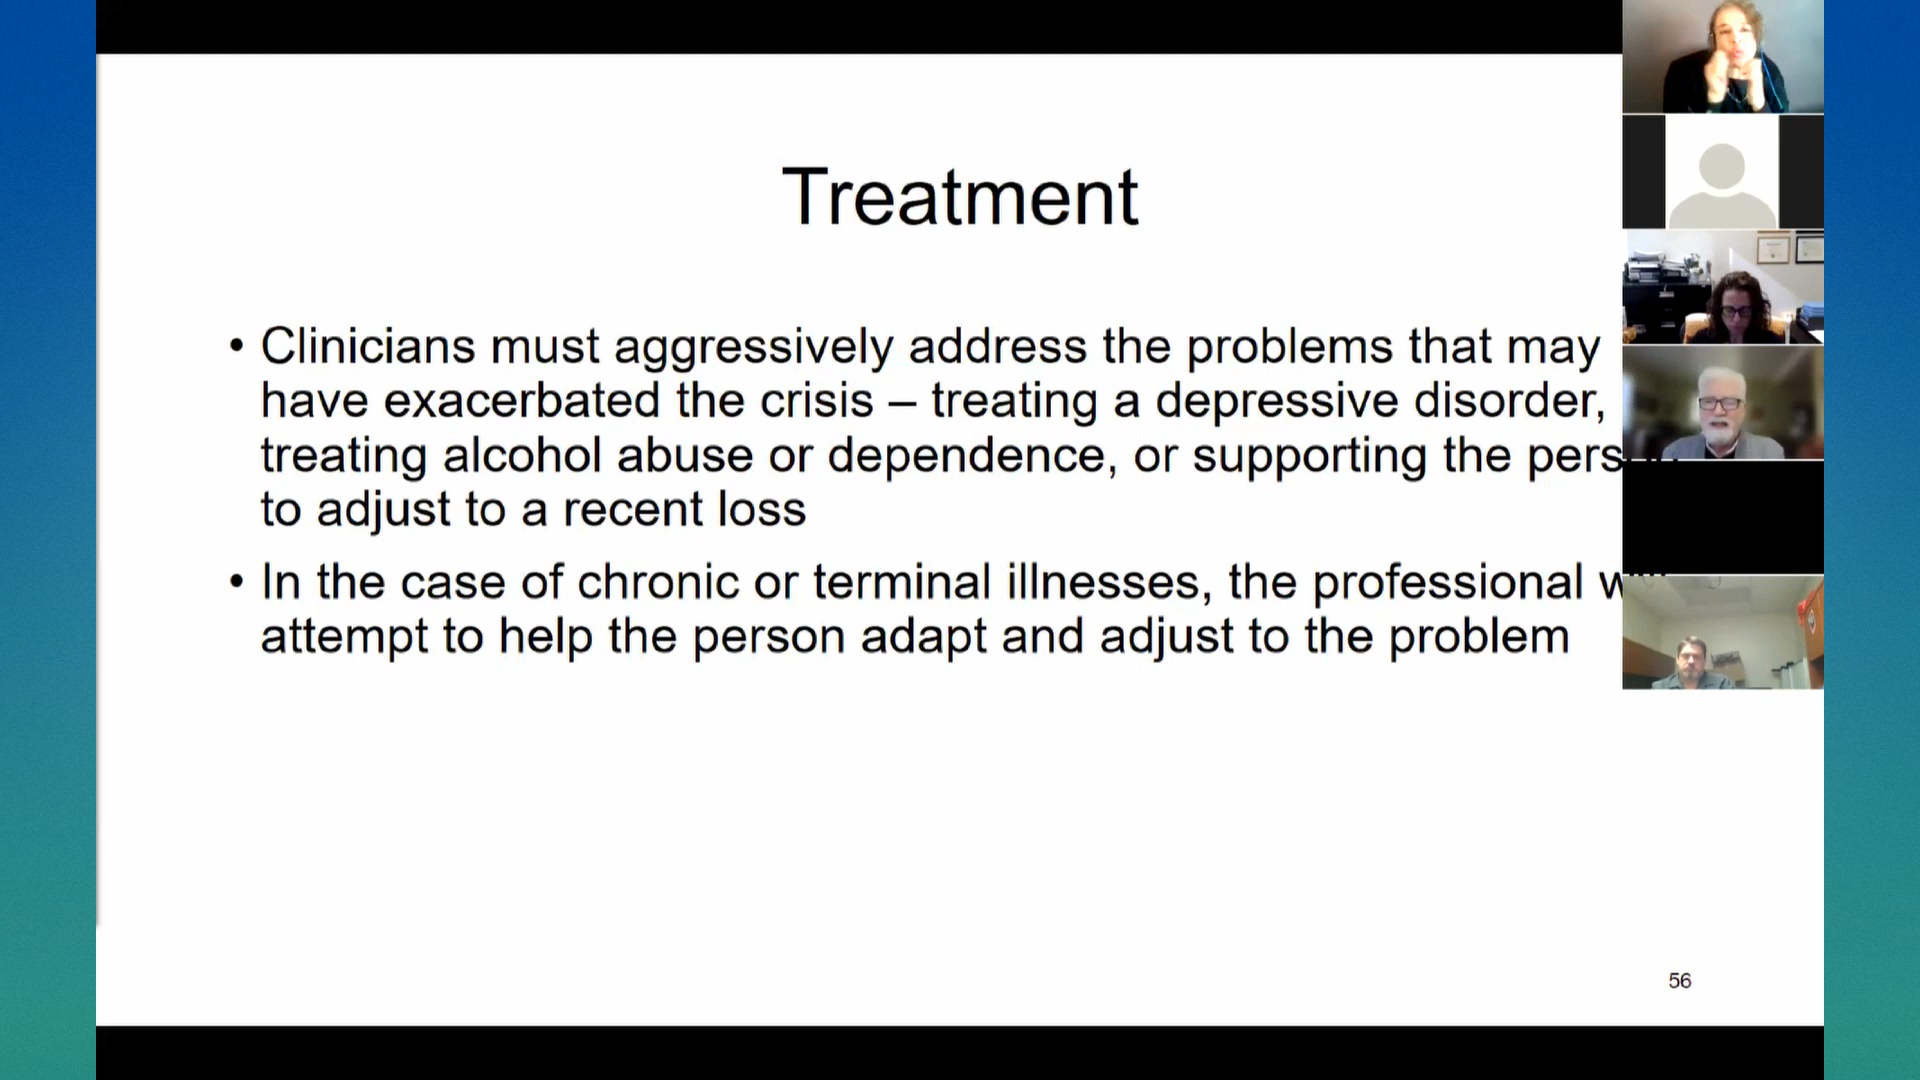 Treatment
• Clinicians must aggressively address the problems that may
have exacerbated the crisis – treating a depressive disorder,
treating alcohol abuse or dependence, or supporting the
to adjust to a recent loss
• In the case of chronic or terminal illnesses, the professional
attempt to help the person adapt and adjust to the problem
56